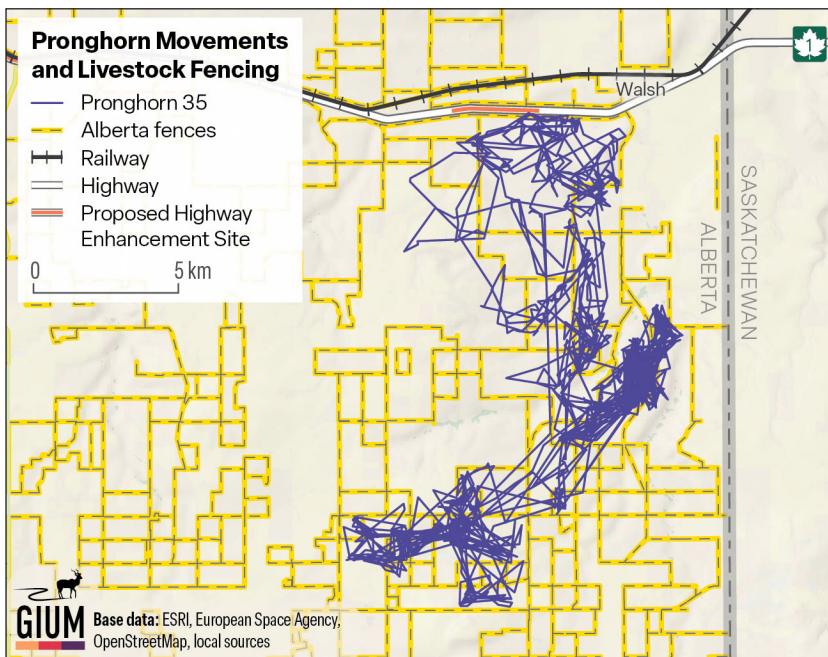 Pronghorn Movements
and Livestock Fencing
Pronghorn 35
Alberta fences
Railway
Highway
Proposed Highway
Enhancement Site
0 5 km
1
Walsh
SASKATCHEWAN
ALBERTA
GIUM
Base data: ESRI, European Space Agency,
OpenStreetMap, local sources